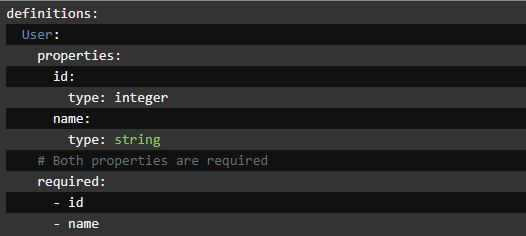 definitions:
  User:
    properties:
      id:
        type: integer
      name:
        type: string
    # Both properties are required
    required:
      - id
      - name